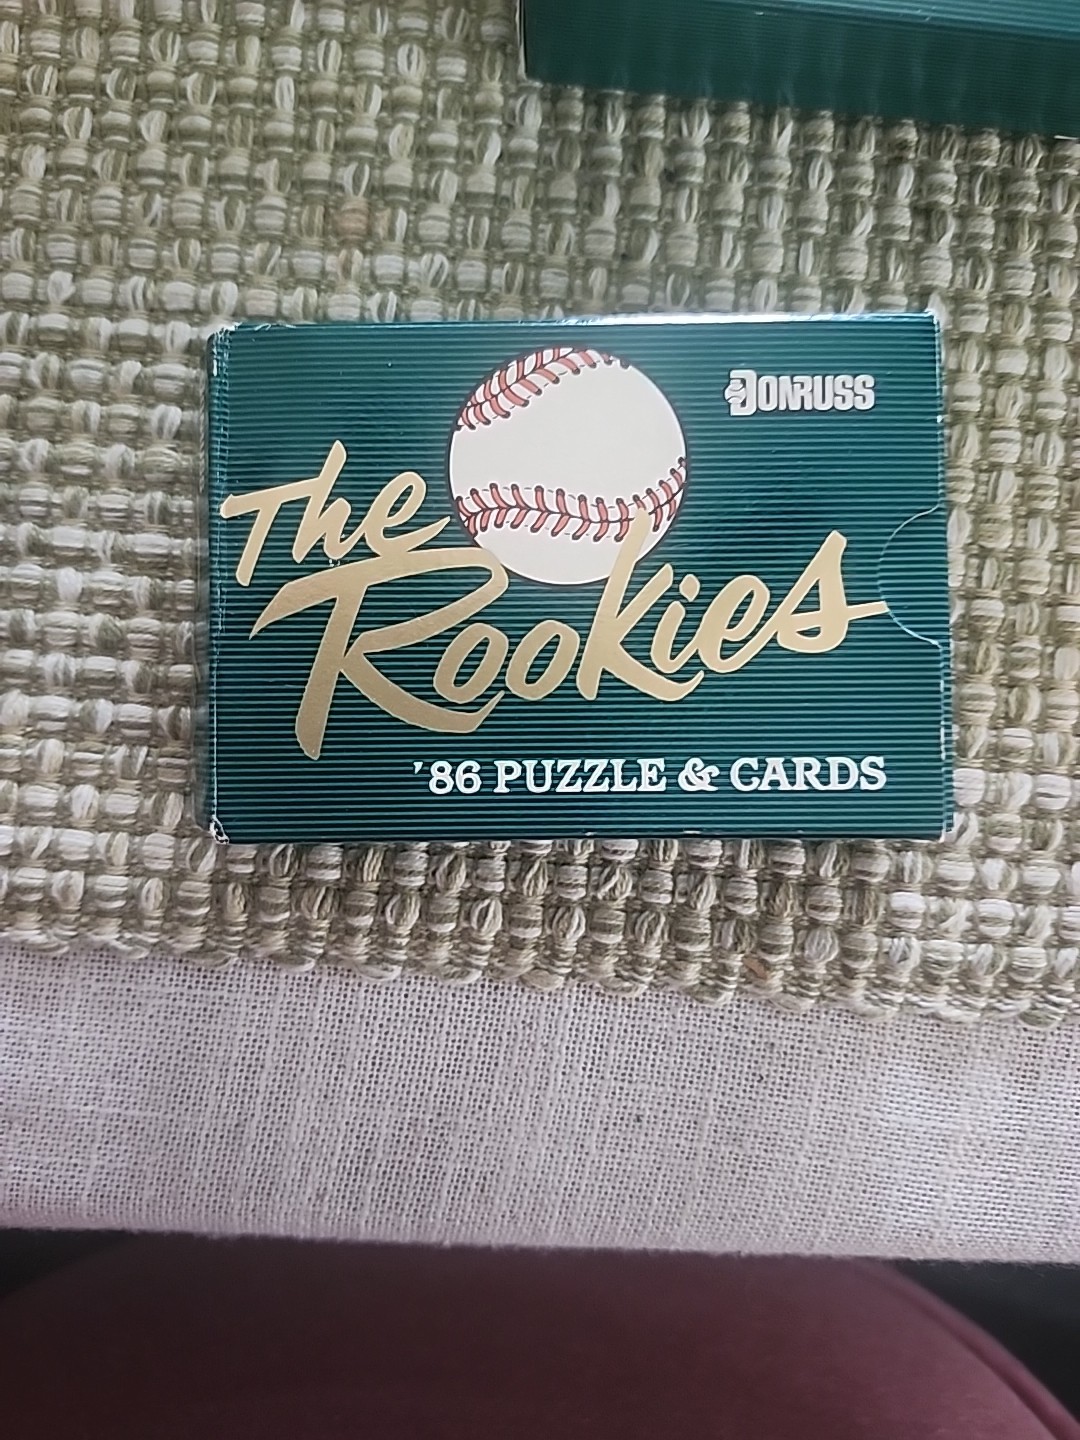 DONRUSS
The
Rookies
'86 PUZZLE & CARDS